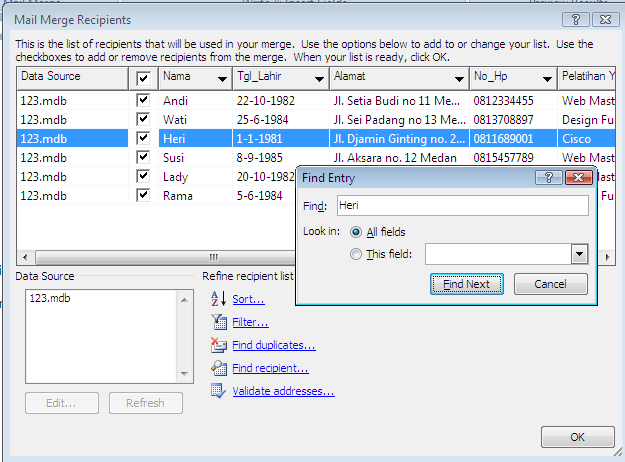 Mail Merge Recipients
This is the list of recipients that will be used in your merge. Use the options below to add to or change your list. Use the
checkboxes to add or remove recipients from the merge. When your list is ready, click OK.
Data Source Nama Tgl_Lahir Alamat No_Hp Pelatihan Y
123.mdb Andi 22-10-1982 Jl. Setia Budi no 11 Me... 0812334455 Web Mast
123.mdb Wati 25-6-1984 Jl. Sei Padang no 13 Me... 0813708897 Design Fu
123.mdb Heri 1-1-1981 Jl. Djamin Ginting no. 2... 0811689001 Cisco
123.mdb Susi 8-9-1985 Jl. Aksara no. 12 Medan 0815457789 Web Mast
123.mdb Lady 20-10-1982
123.mdb Rama 5-6-1984
Find Entry
Find: Heri
Look in: All fields
This field:
Find Next Cancel
Data Source
123.mdb
Edit... Refresh
Refine recipient list
Sort...
Filter...
Find duplicates...
Find recipient...
Validate addresses...
OK